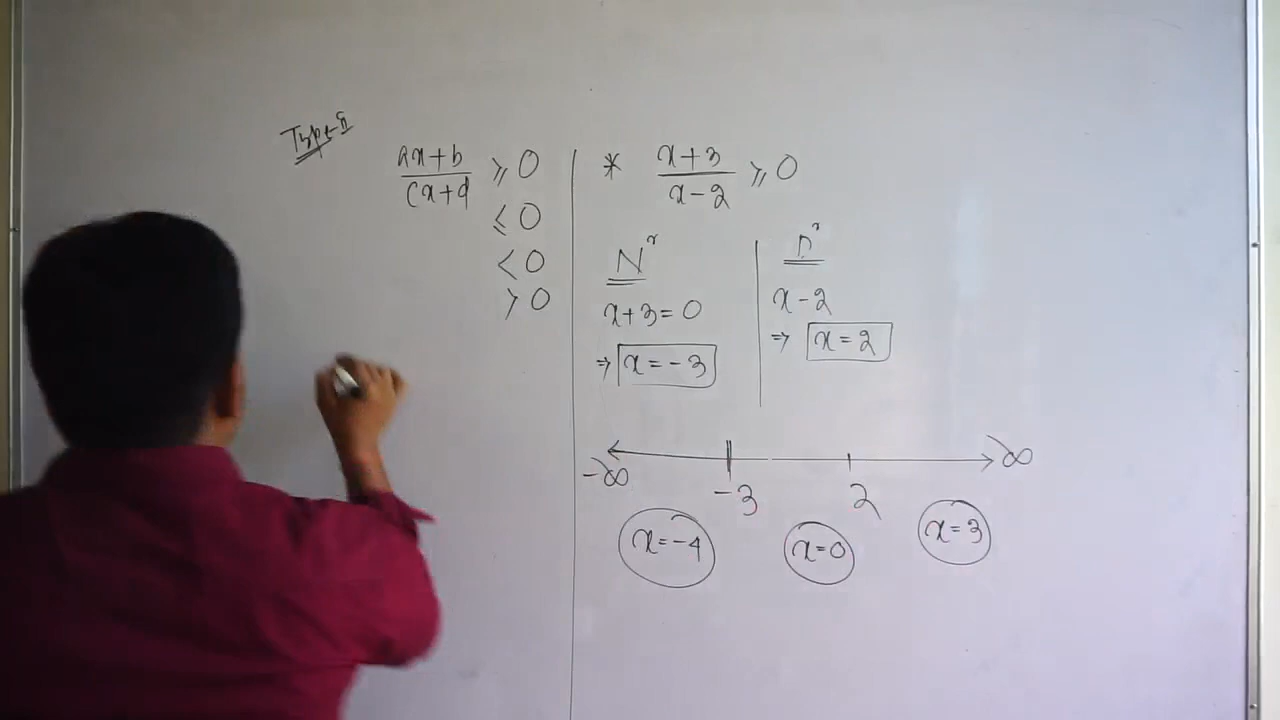 Type-II
ax+b/cx+d ⩾ 0
⩽ 0
< 0
> 0
* x+3/x-2 ⩾ 0
Nʳ
x+3=0
⇒ x=-3
Dʳ
x-2
⇒ x=2
-∞ -3 2 ∞
x=-4 x=0 x=3